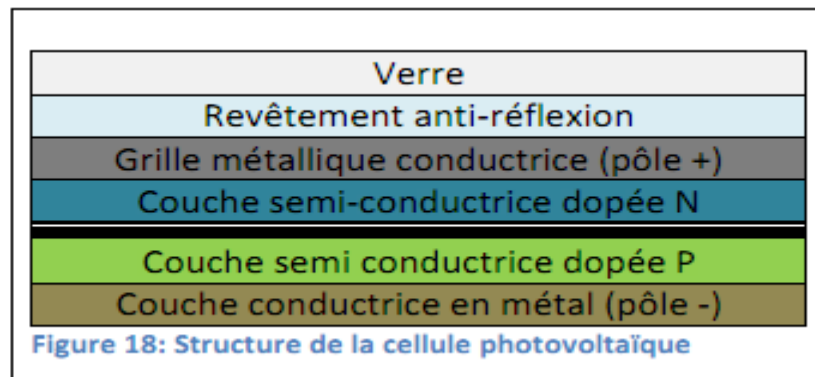 Verre
Revêtement anti-réflexion
Grille métallique conductrice (pôle +)
Couche semi-conductrice dopée N
Couche semi conductrice dopée P
Couche conductrice en métal (pôle -)
Figure 18: Structure de la cellule photovoltaïque